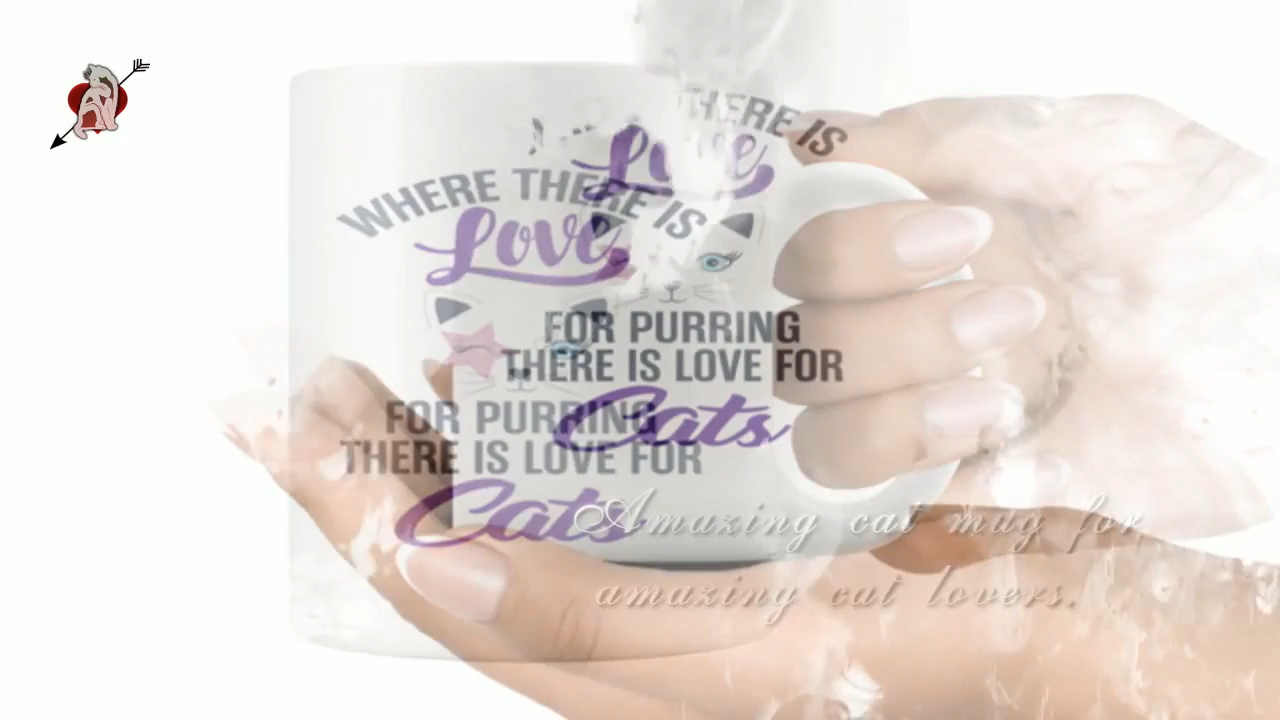 THERE IS
Love
WHERE THERE IS
Love
FOR PURRING
THERE IS LOVE FOR
Cats
FOR PURRING
THERE IS LOVE FOR
Cats
Amazing cat mug for
amazing cat lovers.